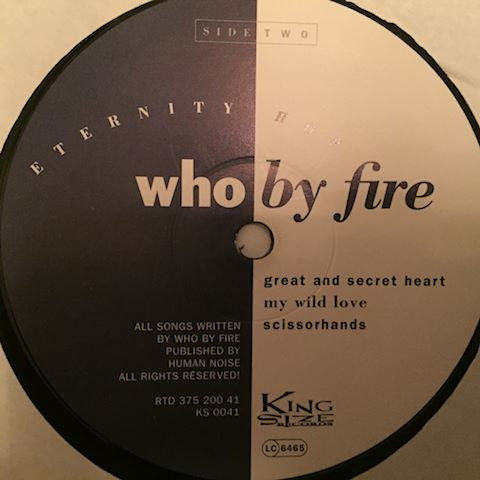 SIDE TWO
ETERNITY
who by fire
great and secret heart
my wild love
scissorhands
ALL SONGS WRITTEN
BY WHO BY FIRE
PUBLISHED BY
HUMAN NOISE
ALL RIGHTS RESERVED!
RTD 375 200 41
KS 0041
KING
SIZE
RECORDS
LC 6465